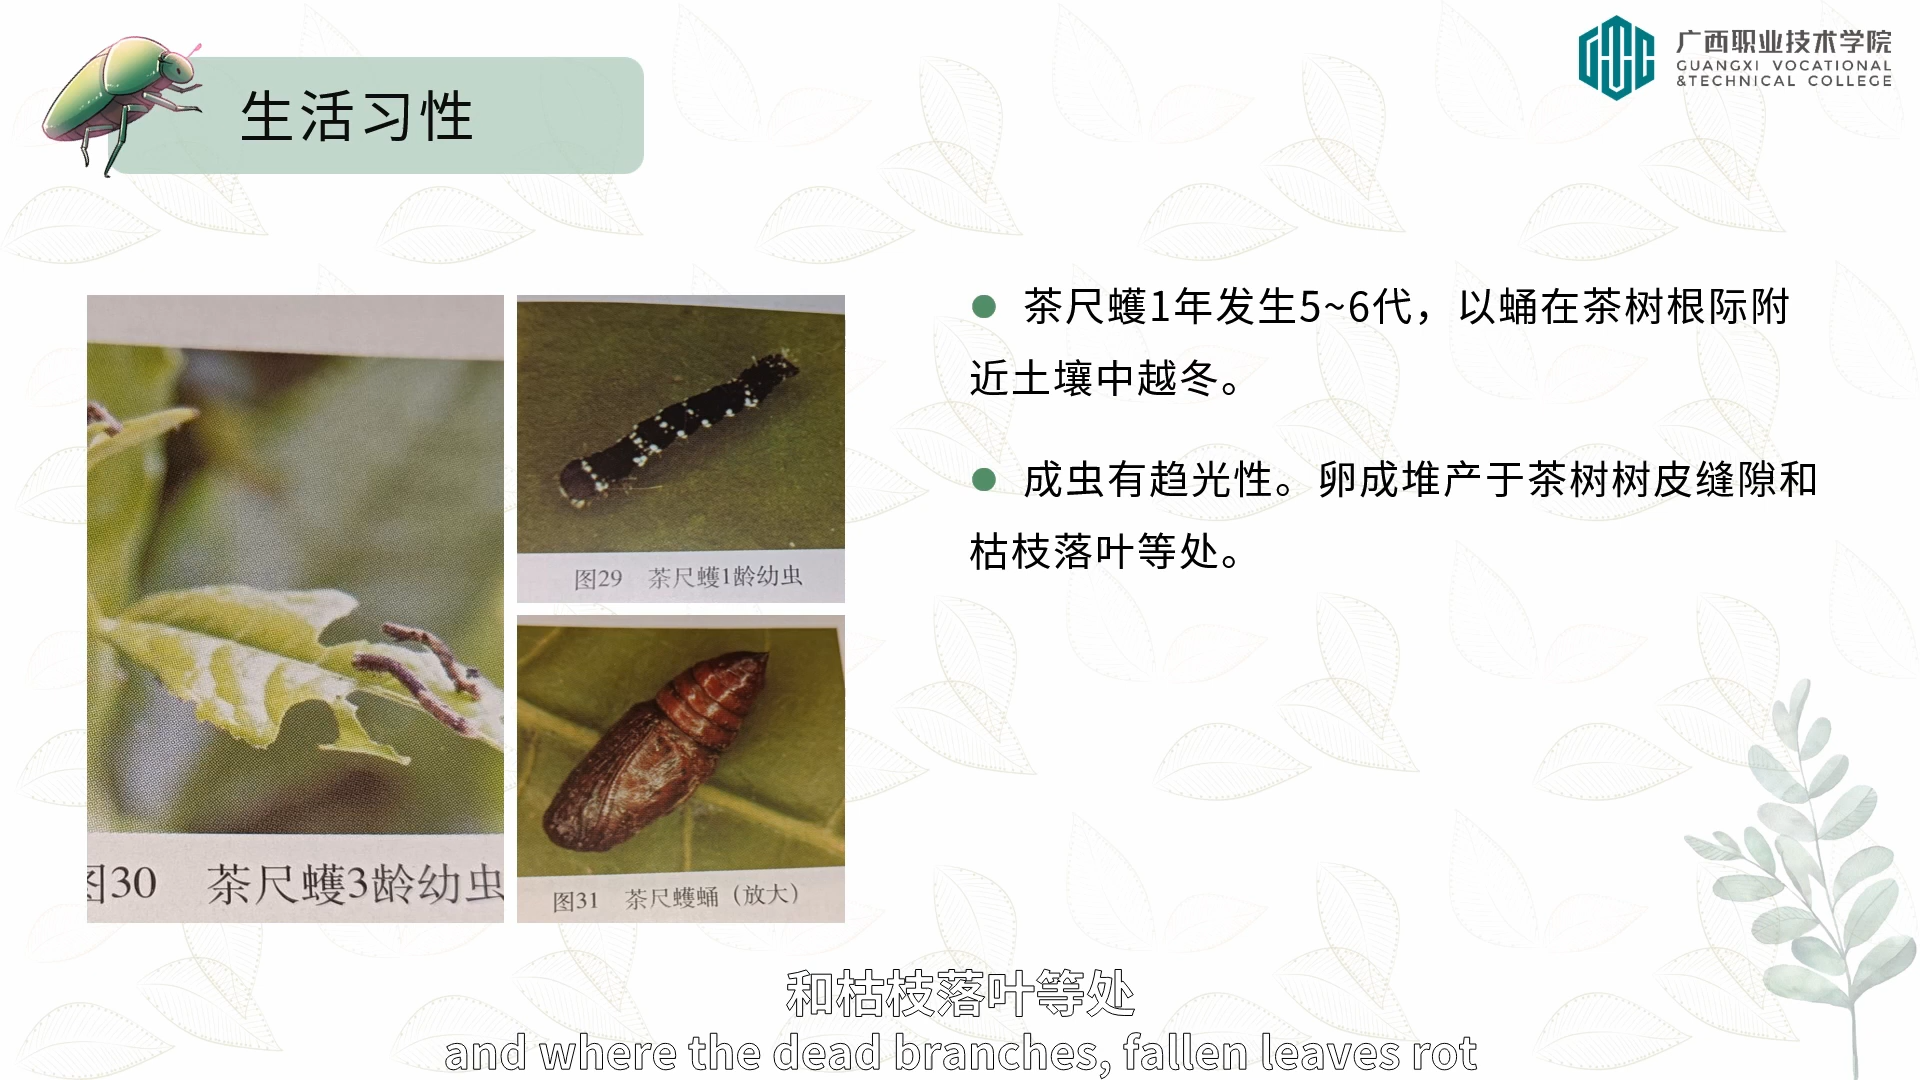 生活习性
广西职业技术学院
GUANGXI VOCATIONAL
&TECHNICAL COLLEGE
茶尺蠖1年发生5~6代，以蛹在茶树根际附
近土壤中越冬。
成虫有趋光性。卵成堆产于茶树树皮缝隙和
枯枝落叶等处。
图29 茶尺蠖1龄幼虫
图30 茶尺蠖3龄幼虫
图31 茶尺蠖蛹（放大）
和枯枝落叶等处
and where the dead branches, fallen leaves rot